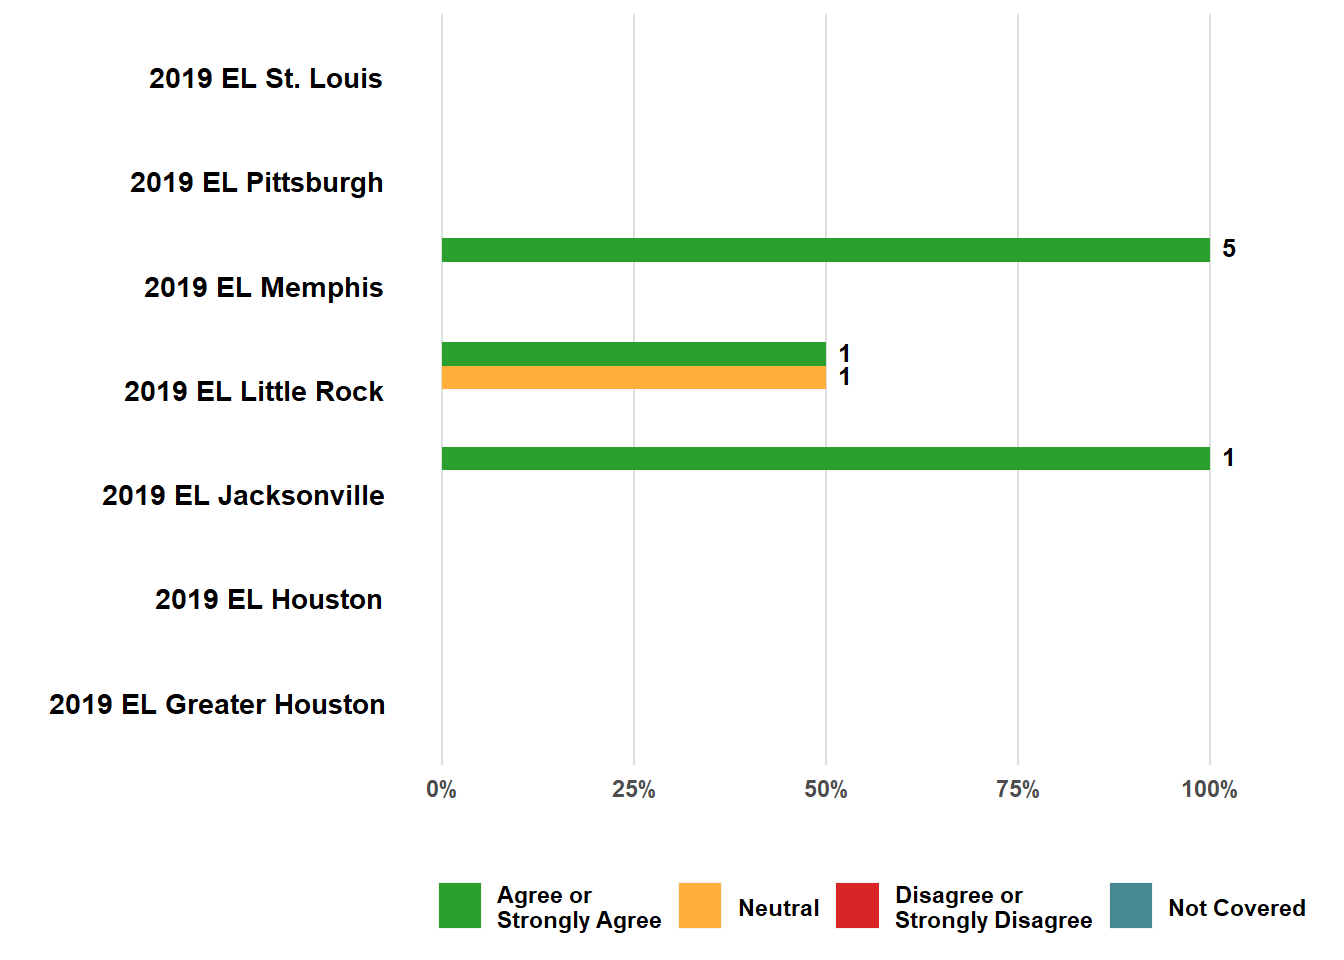 2019 EL St. Louis
2019 EL Pittsburgh
5
2019 EL Memphis
1
1
2019 EL Little Rock
1
2019 EL Jacksonville
2019 EL Houston
2019 EL Greater Houston
0% 25% 50% 75% 100%
Agree or
Strongly Agree
Neutral
Disagree or
Strongly Disagree
Not Covered